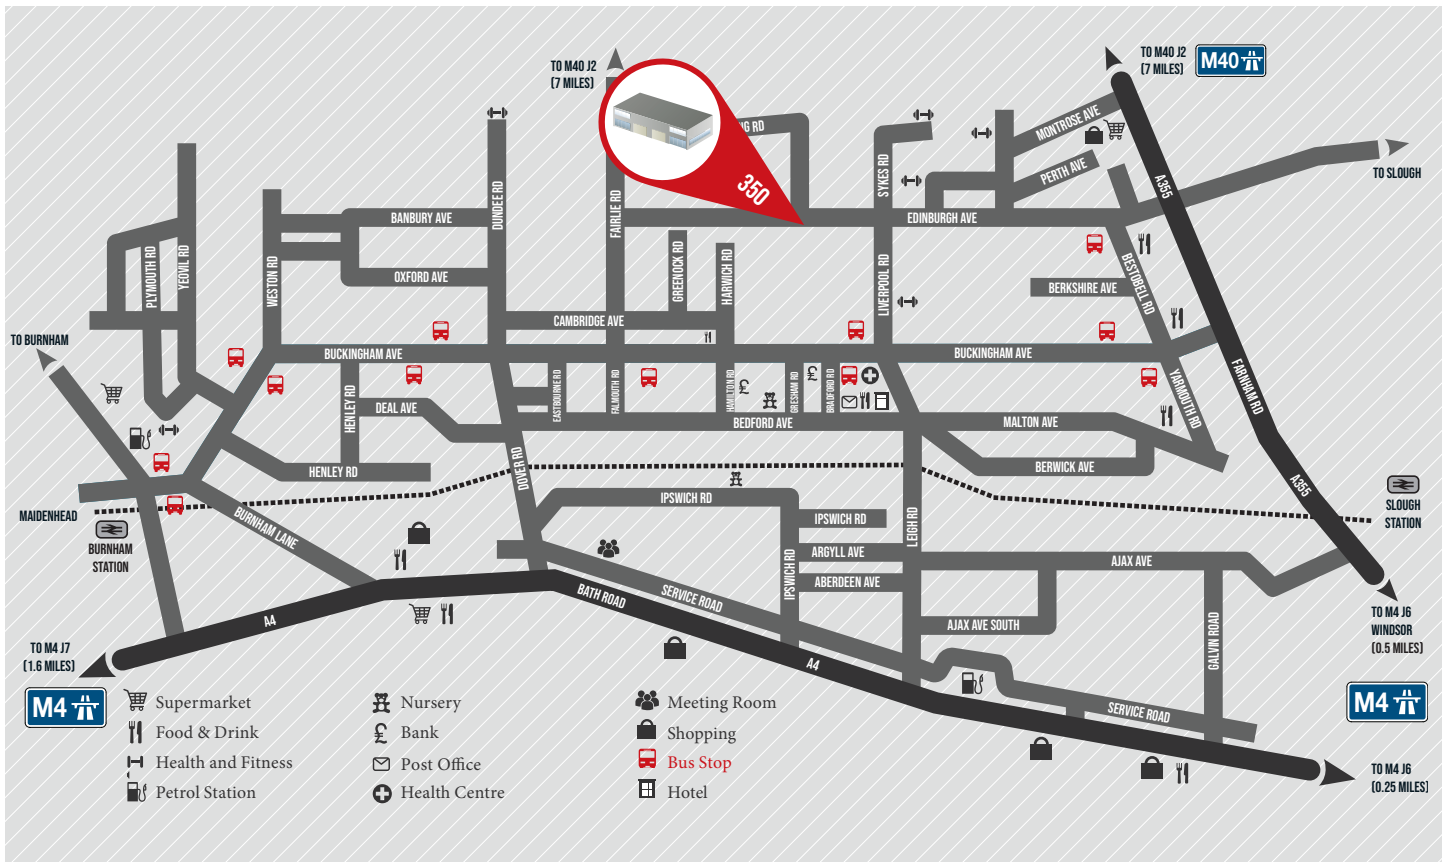 TO M40 J2
(7 MILES)
TO M40 J2
(7 MILES)
M40
MONTROSE AVE
NG RD
PERTH AVE
A355
TO SLOUGH
350
SYKES RD
DUNDEE RD
FAIRLIE RD
BANBURY AVE
EDINBURGH AVE
PLYMOUTH RD
YEOVIL RD
WESTON RD
OXFORD AVE
GREENOCK RD
HARWICH RD
LIVERPOOL RD
BESTOBELL RD
BERKSHIRE AVE
CAMBRIDGE AVE
TO BURNHAM
BUCKINGHAM AVE
BUCKINGHAM AVE
FARNHAM RD
HENLEY RD
DEAL AVE
EASTBOURNE RD
FALMOUTH RD
HAMILTON RD
GRESHAM RD
BRADFORD RD
YARMOUTH RD
BEDFORD AVE
MALTON AVE
HENLEY RD
DOVER RD
BERWICK AVE
A355
MAIDENHEAD
BURNHAM
STATION
BURNHAM LANE
IPSWICH RD
IPSWICH RD
LEIGH RD
SLOUGH
STATION
ARGYLL AVE
AJAX AVE
IPSWICH RD
ABERDEEN AVE
BATH ROAD
SERVICE ROAD
A4
AJAX AVE SOUTH
GALVIN ROAD
TO M4 J6
WINDSOR
(0.5 MILES)
TO M4 J7
(1.6 MILES)
M4
A4
M4
SERVICE ROAD
TO M4 J6
(0.25 MILES)
Supermarket
Food & Drink
Health and Fitness
Petrol Station
Nursery
Bank
Post Office
Health Centre
Meeting Room
Shopping
Bus Stop
Hotel